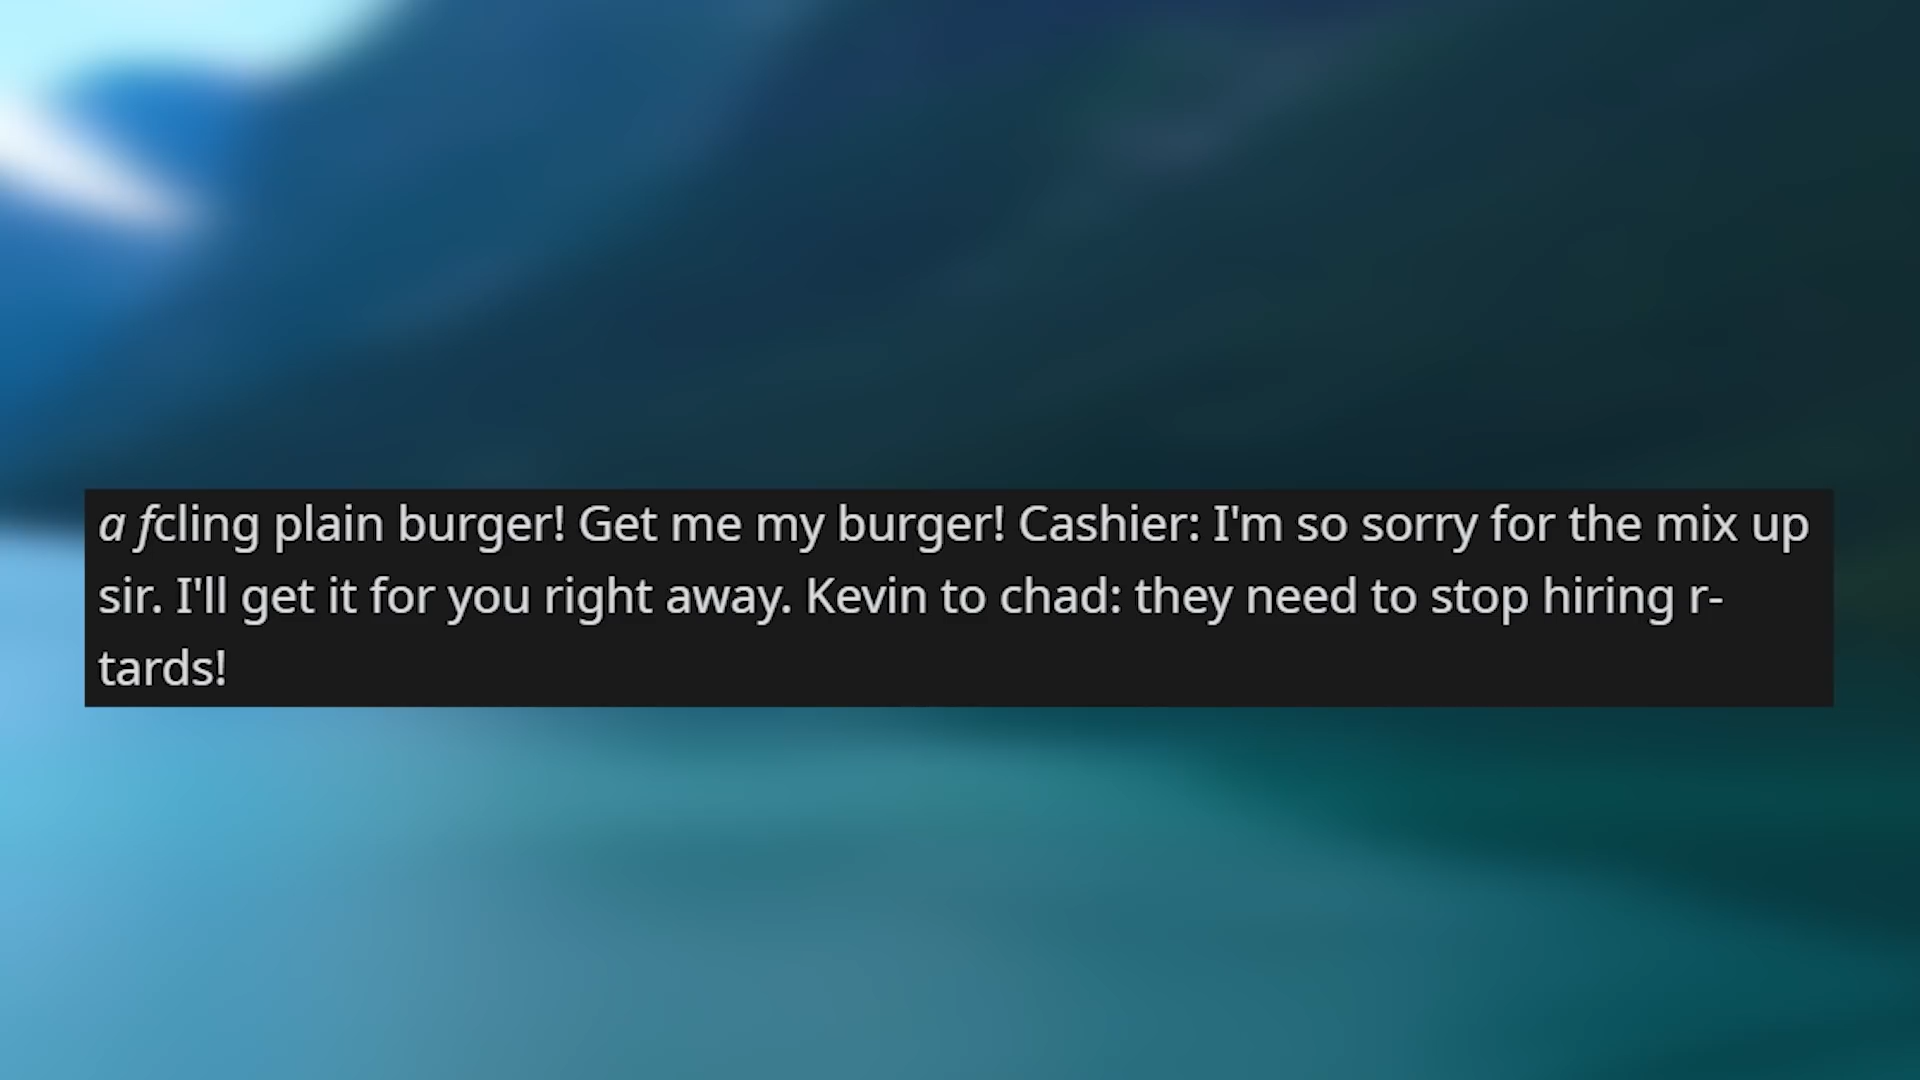 a fcling plain burger! Get me my burger! Cashier: I'm so sorry for the mix up
sir. I'll get it for you right away. Kevin to chad: they need to stop hiring r-
tards!